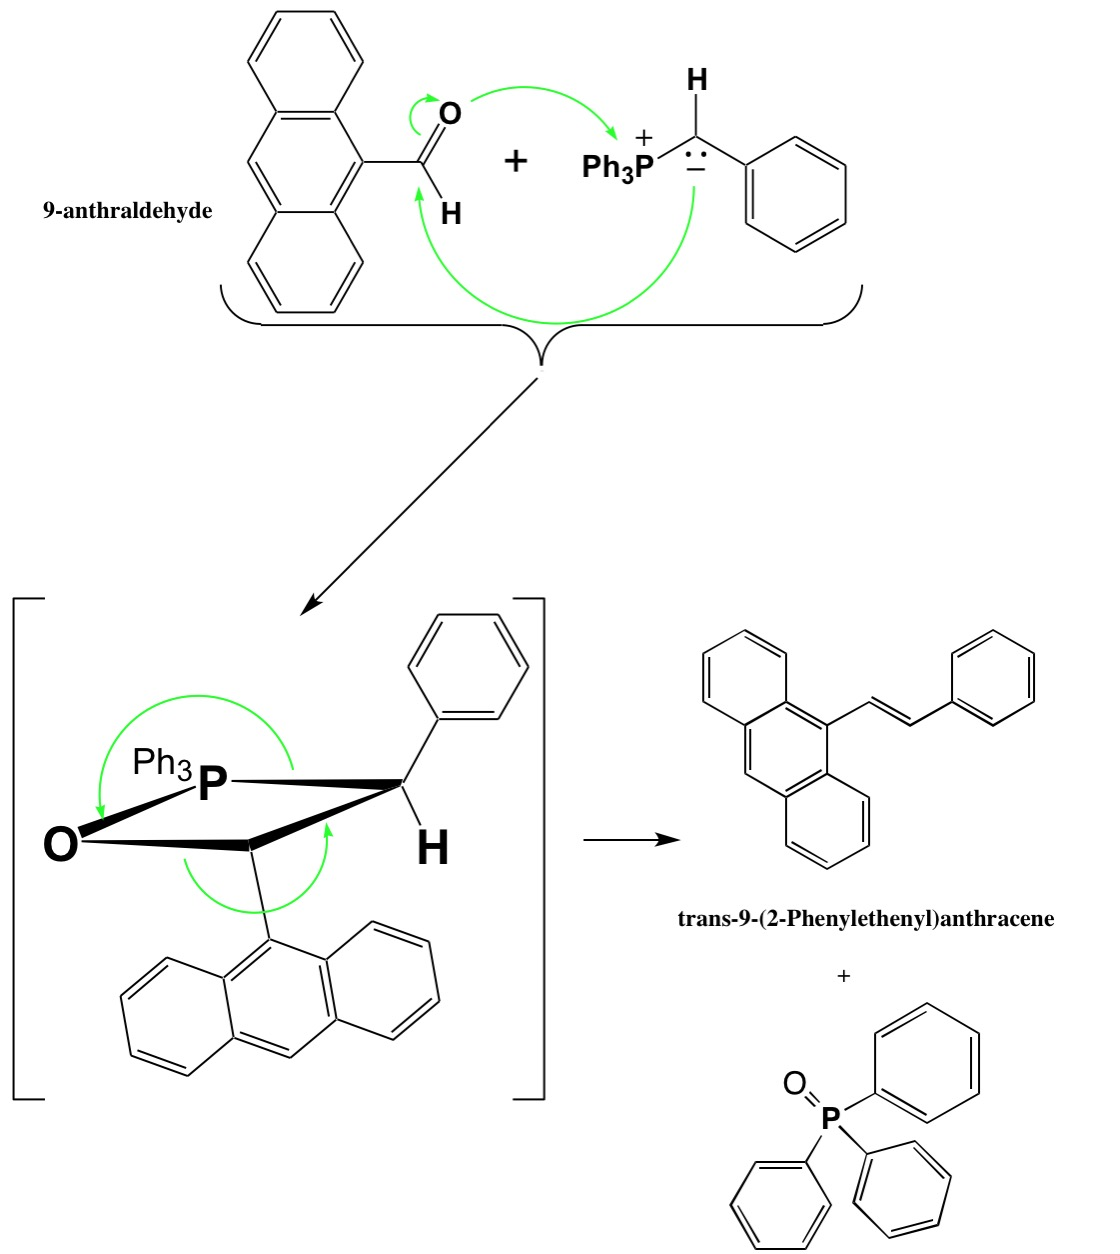 H
O
+
+
Ph3P
–
H
9-anthraldehyde
Ph3
P
O
H
trans-9-(2-Phenylethenyl)anthracene
+
O
P